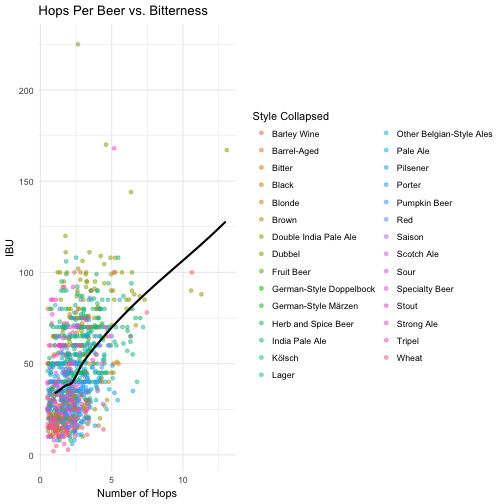 Hops Per Beer vs. Bitterness
200
150
100
50
0
IBU
0
5
10
Number of Hops
Style Collapsed
Barley Wine
Barrel-Aged
Bitter
Black
Blonde
Brown
Double India Pale Ale
Dubbel
Fruit Beer
German-Style Doppelbock
German-Style Märzen
Herb and Spice Beer
India Pale Ale
Kölsch
Lager
Other Belgian-Style Ales
Pale Ale
Pilsener
Porter
Pumpkin Beer
Red
Saison
Scotch Ale
Sour
Specialty Beer
Stout
Strong Ale
Tripel
Wheat